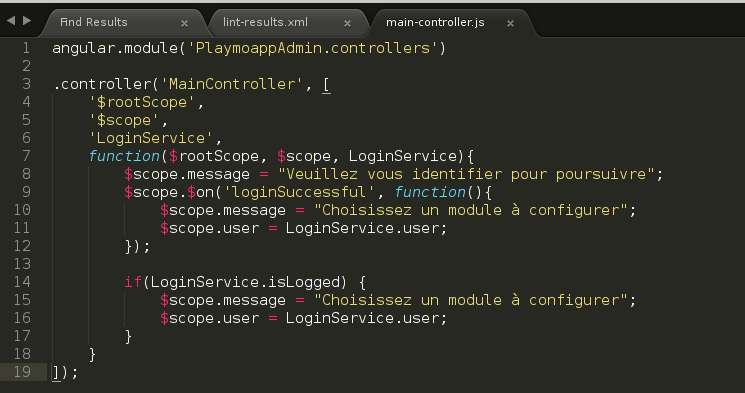 Find Results × lint-results.xml × main-controller.js ×
1 angular.module('PlaymoappAdmin.controllers')
2
3 .controller('MainController', [
4     '$rootScope',
5     '$scope',
6     'LoginService',
7     function($rootScope, $scope, LoginService){
8         $scope.message = "Veuillez vous identifier pour poursuivre";
9         $scope.$on('loginSuccessful', function(){
10             $scope.message = "Choisissez un module à configurer";
11             $scope.user = LoginService.user;
12         });
13
14         if(LoginService.isLogged) {
15             $scope.message = "Choisissez un module à configurer";
16             $scope.user = LoginService.user;
17         }
18     }
19 ]);